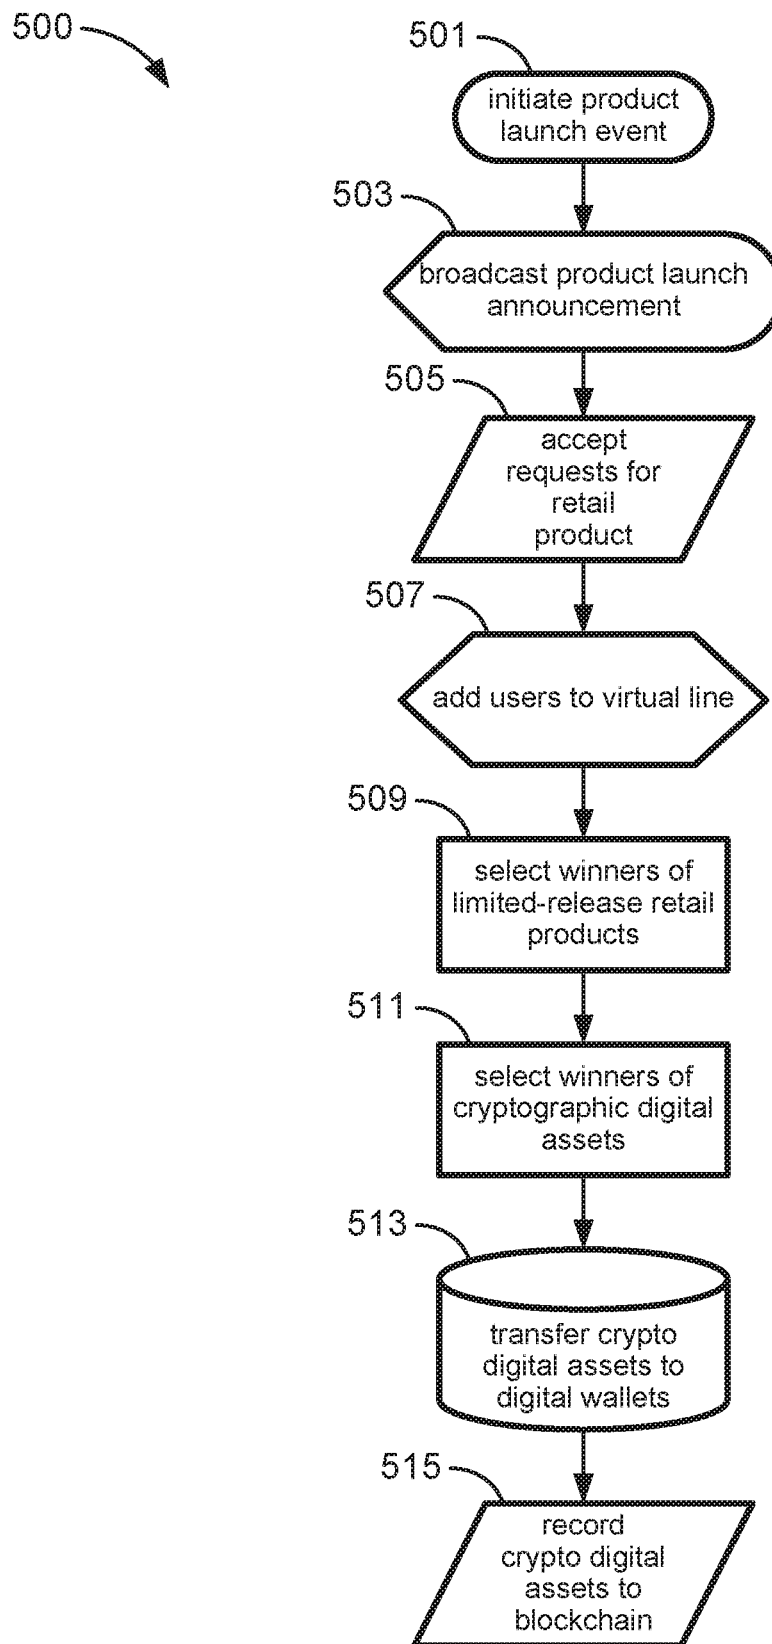 500
501
initiate product
launch event
503
broadcast product launch
announcement
505
accept
requests for
retail
product
507
add users to virtual line
509
select winners of
limited-release retail
products
511
select winners of
cryptographic digital
assets
513
transfer crypto
digital assets to
digital wallets
515
record
crypto digital
assets to
blockchain